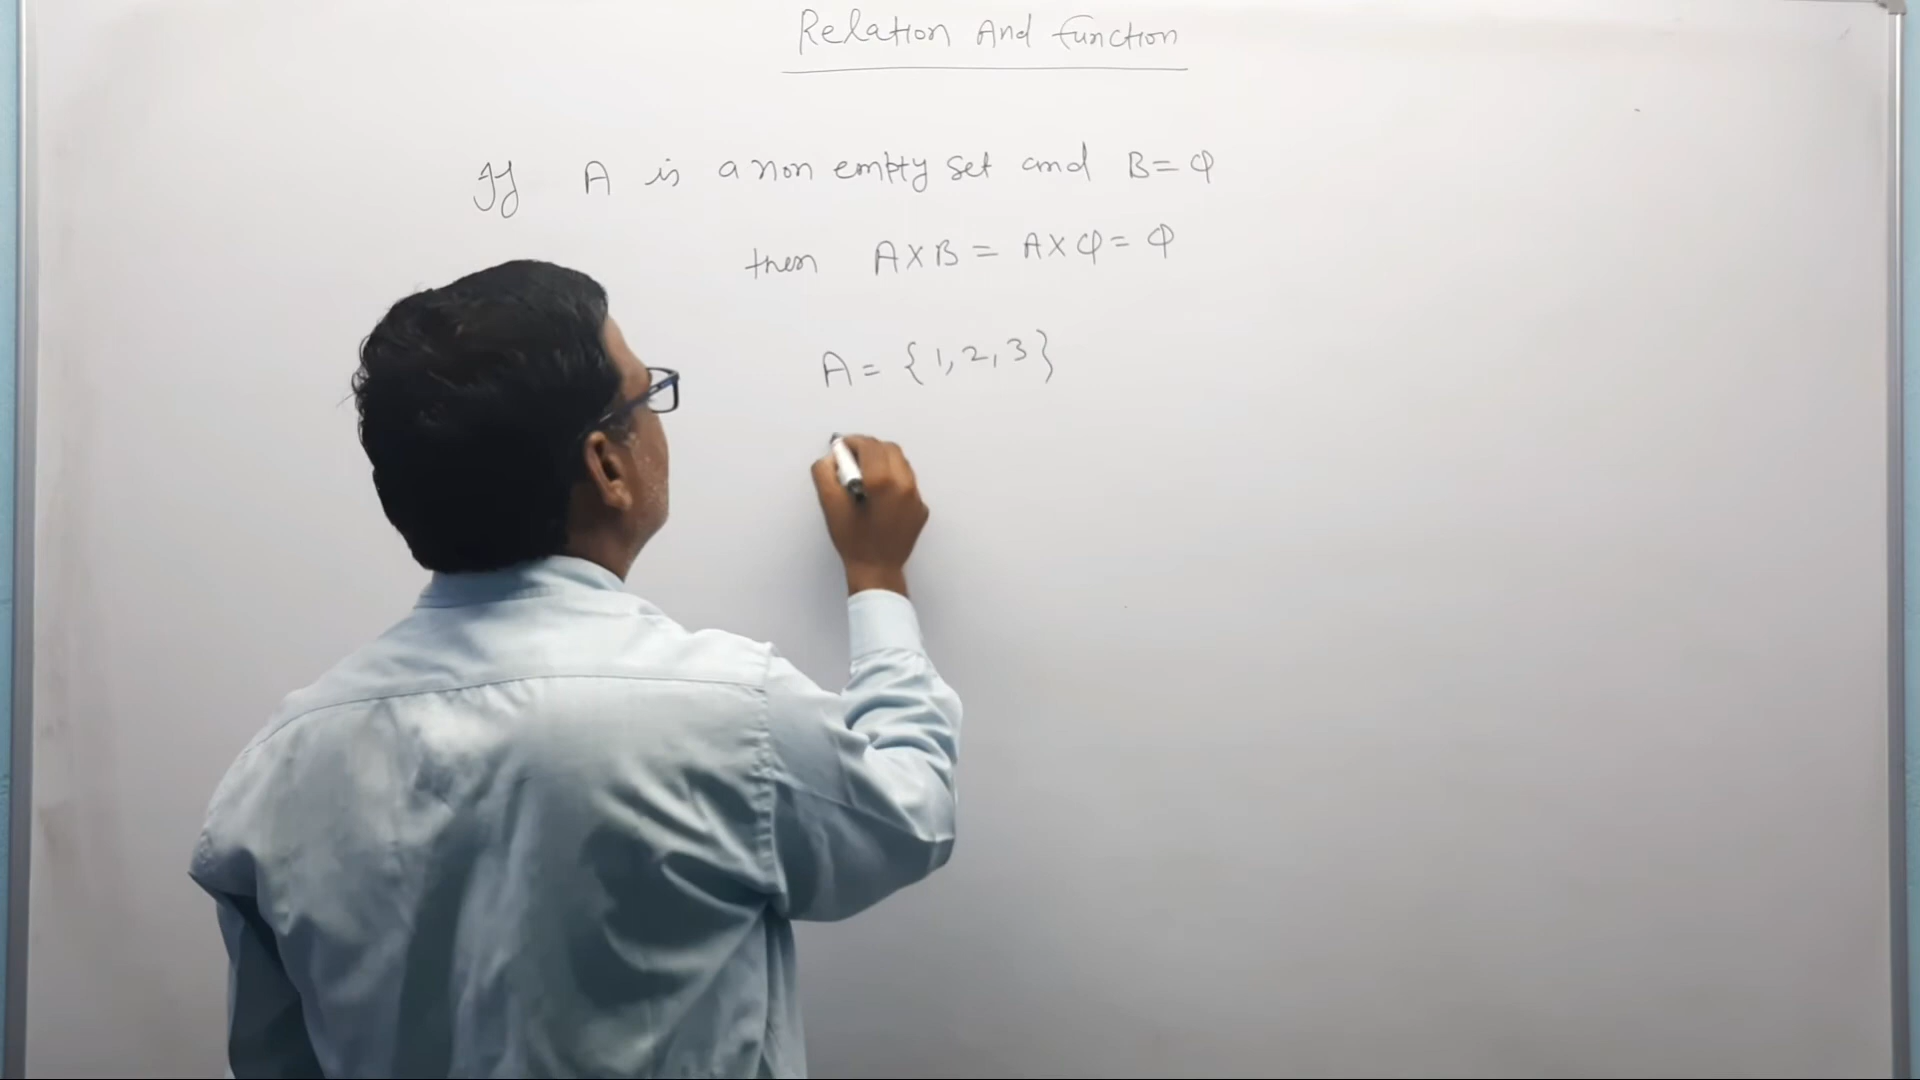 Relation And Function
If A is a non empty set and B = φ
then A×B = A×φ = φ
A = {1, 2, 3}